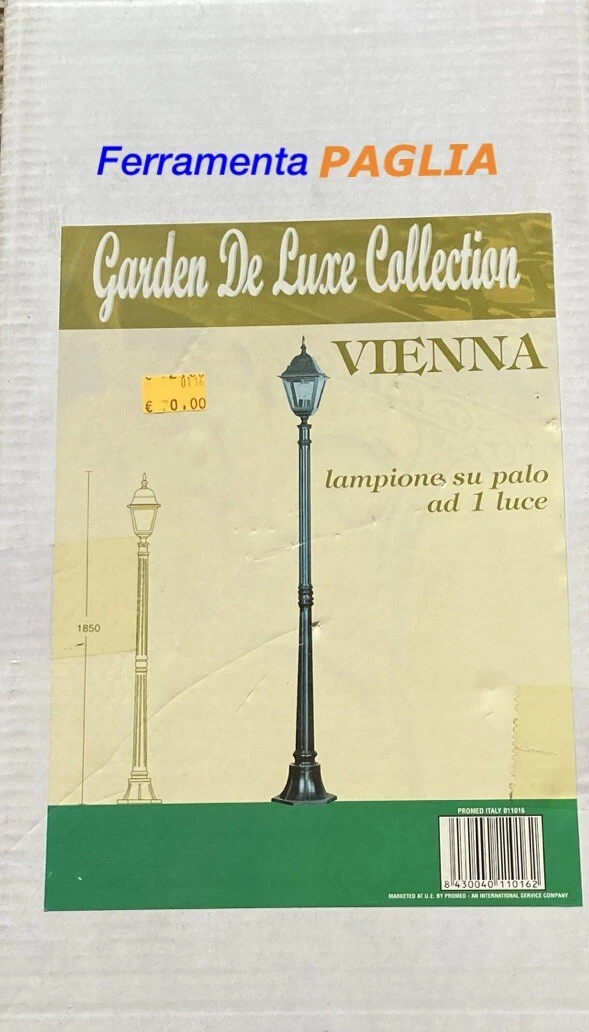 Ferramenta PAGLIA
Garden De Luxe Collection
VIENNA
0136
lampione su palo
ad 1 luce
1850
PROMED ITALY 011016
8 430040 110162
MARKETED AT U.E. BY PROMED - AN INTERNATIONAL SERVICE COMPANY